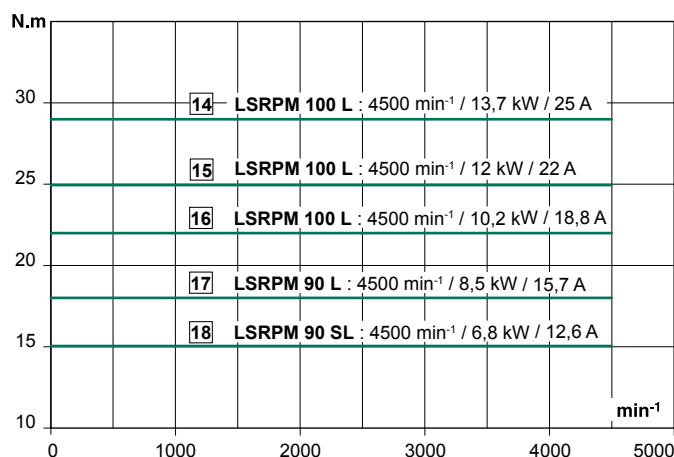 N.m
30
14 LSRPM 100 L : 4500 min⁻¹ / 13,7 kW / 25 A
15 LSRPM 100 L : 4500 min⁻¹ / 12 kW / 22 A
25
16 LSRPM 100 L : 4500 min⁻¹ / 10,2 kW / 18,8 A
20
17 LSRPM 90 L : 4500 min⁻¹ / 8,5 kW / 15,7 A
18 LSRPM 90 SL : 4500 min⁻¹ / 6,8 kW / 12,6 A
15
min⁻¹
10
0 1000 2000 3000 4000 5000